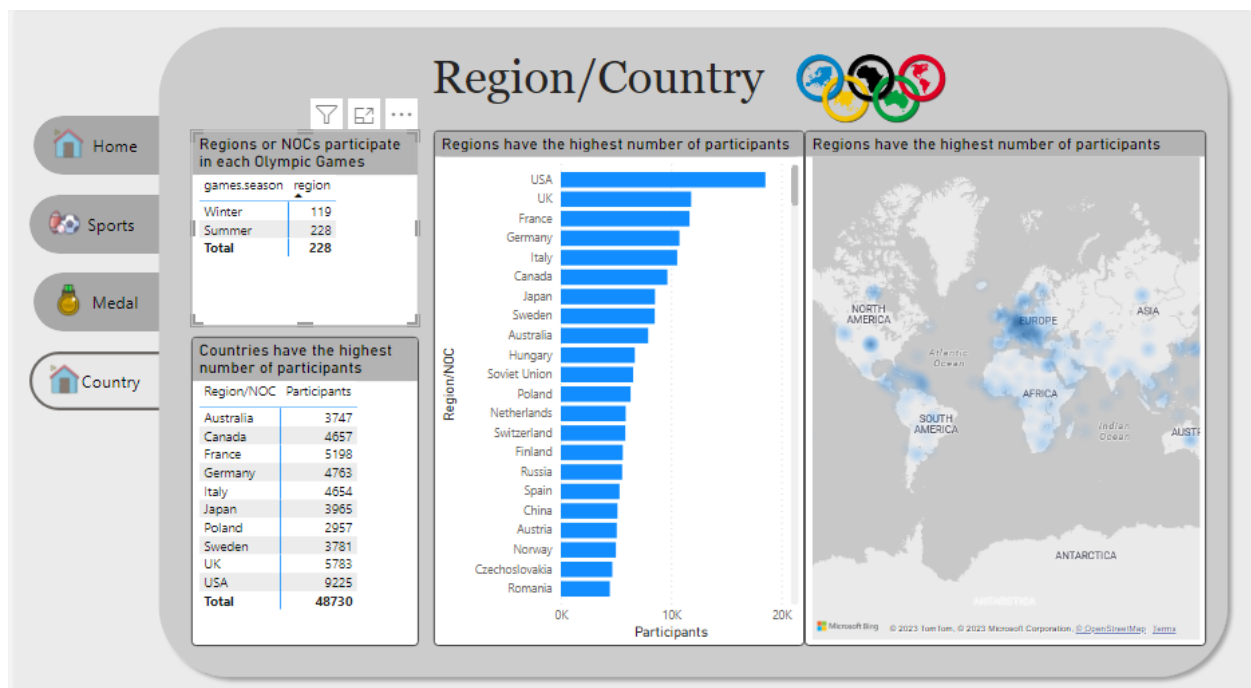 Region/Country
Home
Sports
Medal
Country
Regions or NOCs participate
in each Olympic Games
games.season region
Winter 119
Summer 228
Total 228
Countries have the highest
number of participants
Region/NOC Participants
Australia 3747
Canada 4657
France 5198
Germany 4763
Italy 4654
Japan 3965
Poland 2957
Sweden 3781
UK 5783
USA 9225
Total 48730
Regions have the highest number of participants
Region/NOC
USA
UK
France
Germany
Italy
Canada
Japan
Sweden
Australia
Hungary
Soviet Union
Poland
Netherlands
Switzerland
Finland
Russia
Spain
China
Austria
Norway
Czechoslovakia
Romania
0K 10K 20K
Participants
Regions have the highest number of participants
NORTH
AMERICA
EUROPE
ASIA
Atlantic
Ocean
AFRICA
SOUTH
AMERICA
Indian
Ocean
AUSTR
ANTARCTICA
ANTARCTICA
Microsoft Bing © 2023 TomTom, © 2023 Microsoft Corporation, © OpenStreetMap Terms